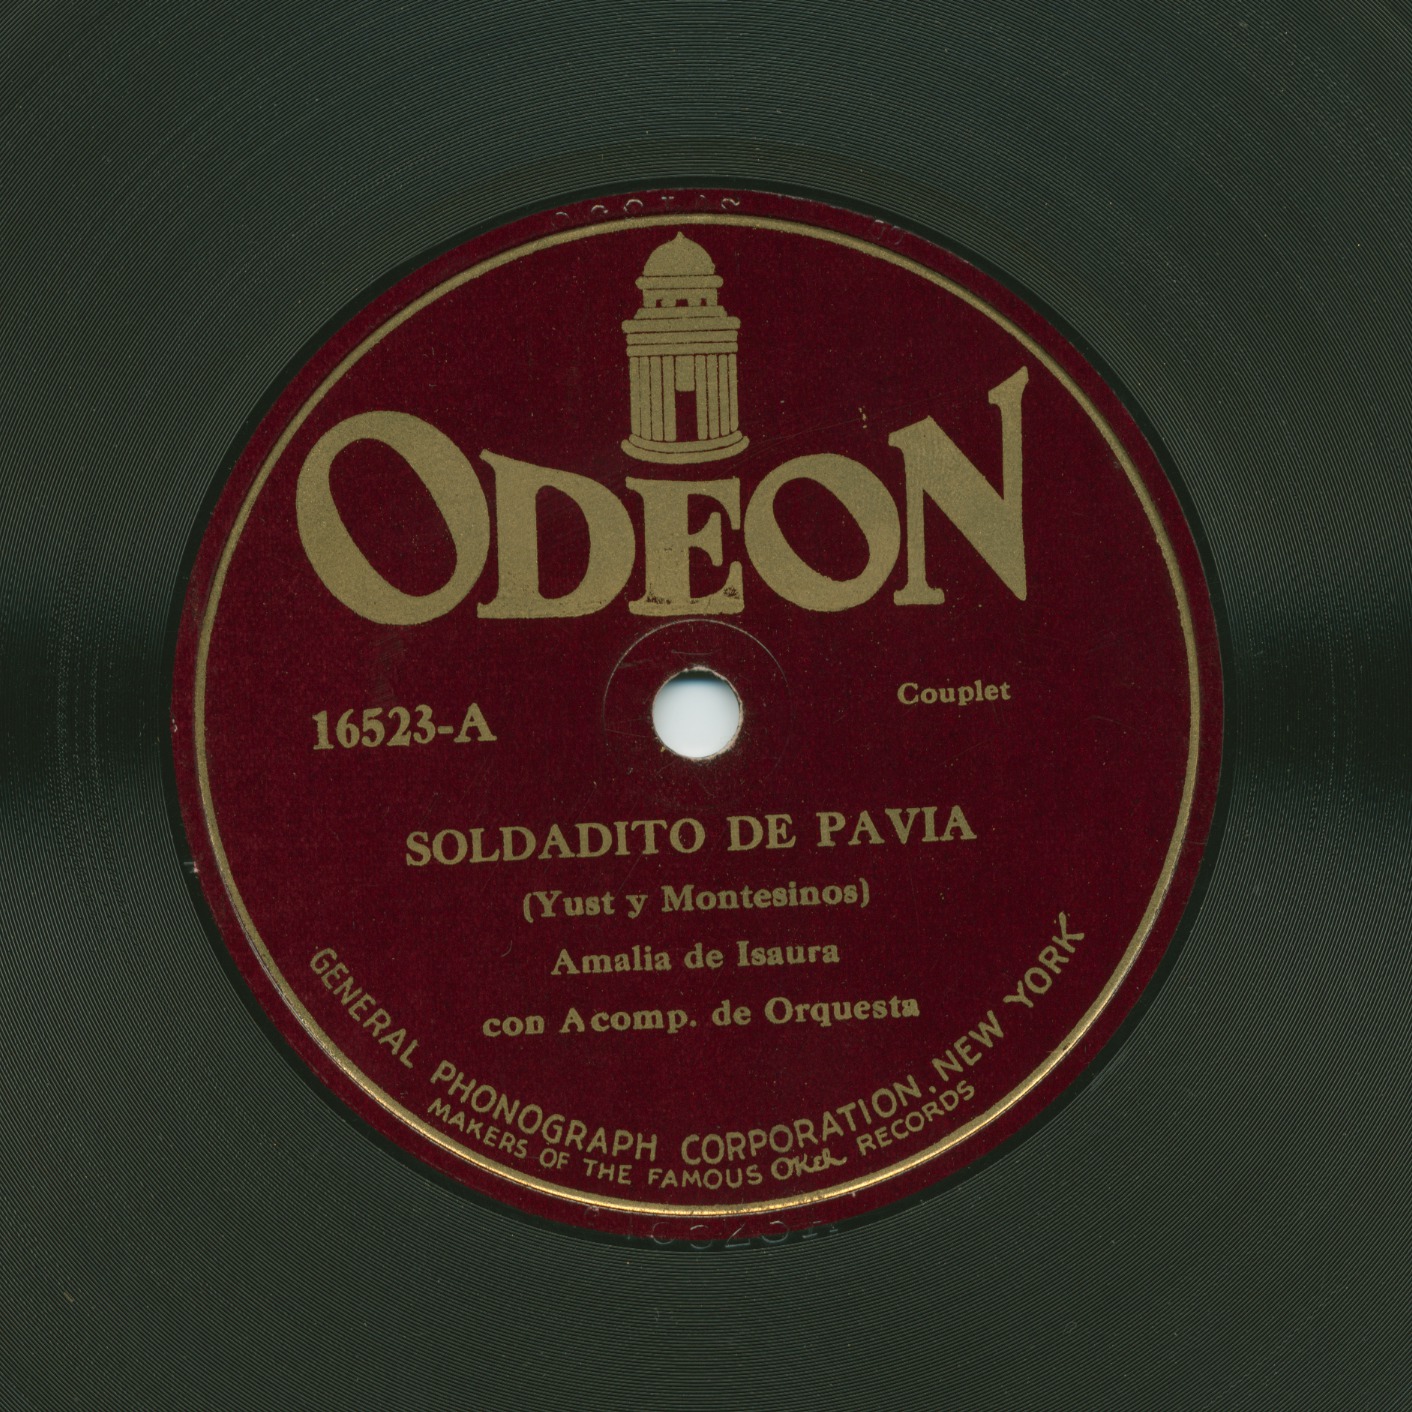 ODEON
16523-A
Couplet
SOLDADITO DE PAVIA
(Yust y Montesinos)
Amalia de Isaura
con Acomp. de Orquesta
GENERAL PHONOGRAPH CORPORATION. NEW YORK
MAKERS OF THE FAMOUS OKeh RECORDS